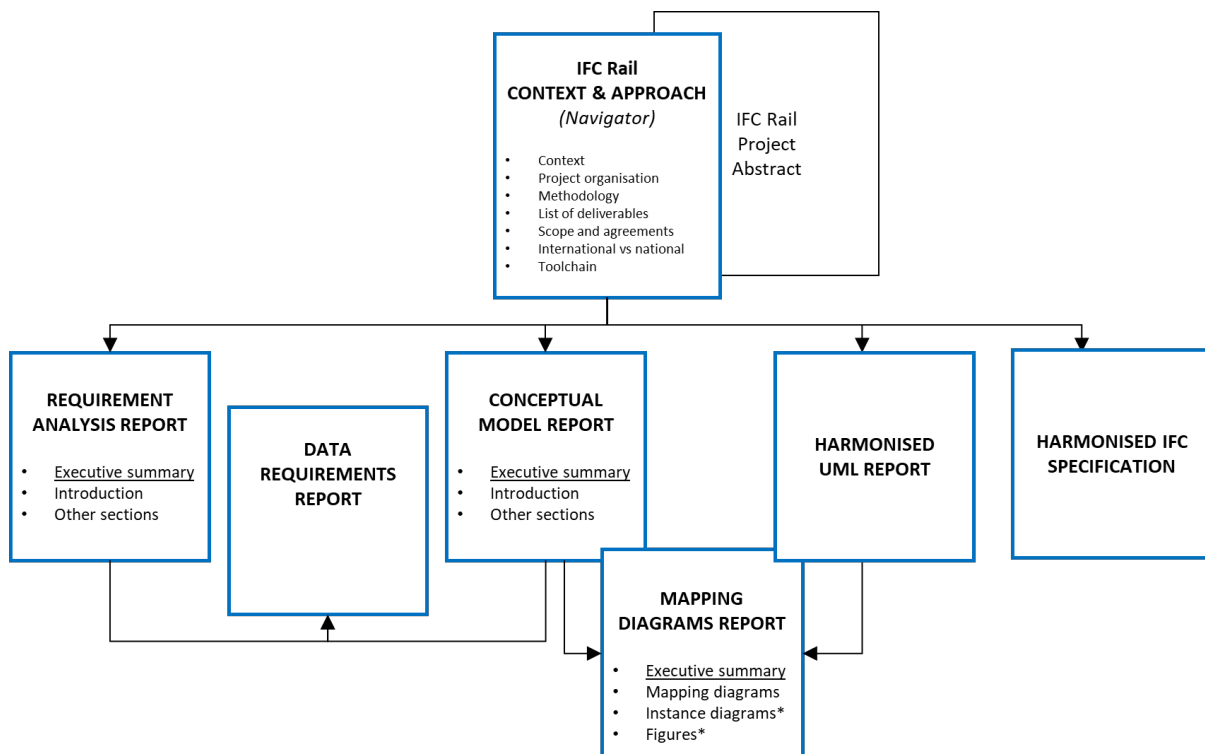 IFC Rail
CONTEXT & APPROACH
(Navigator)
• Context
• Project organisation
• Methodology
• List of deliverables
• Scope and agreements
• International vs national
• Toolchain
IFC Rail
Project
Abstract
REQUIREMENT
ANALYSIS REPORT
• Executive summary
• Introduction
• Other sections
DATA
REQUIREMENTS
REPORT
CONCEPTUAL
MODEL REPORT
• Executive summary
• Introduction
• Other sections
MAPPING
DIAGRAMS REPORT
• Executive summary
• Mapping diagrams
• Instance diagrams*
• Figures*
HARMONISED
UML REPORT
HARMONISED IFC
SPECIFICATION